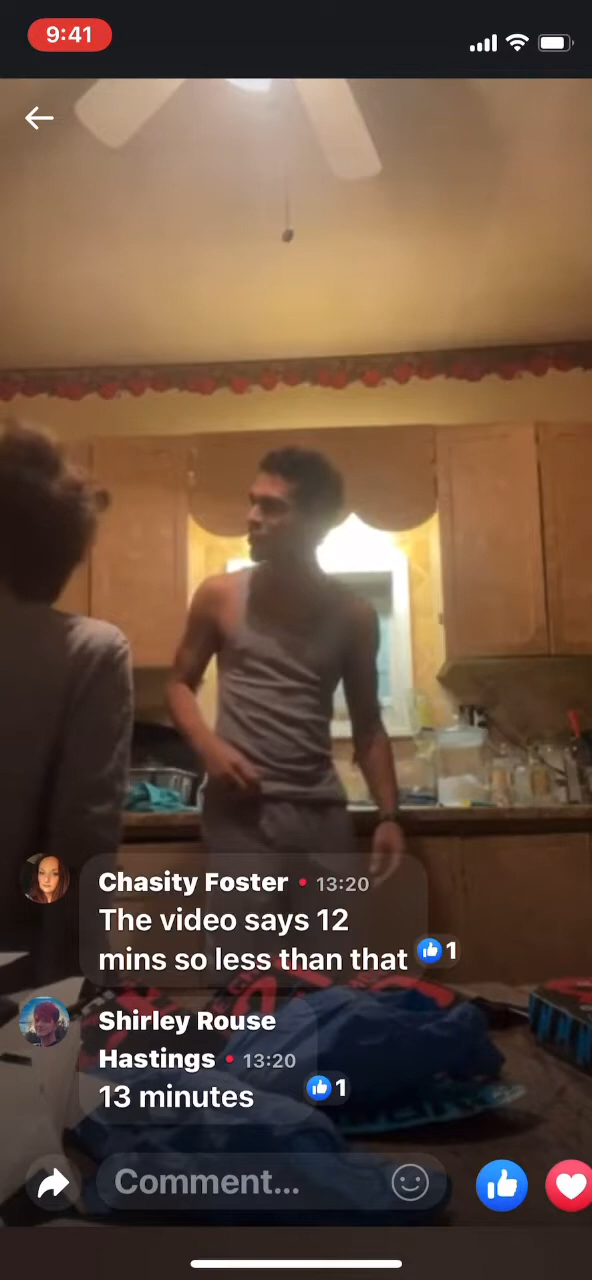 9:41
Chasity Foster • 13:20
The video says 12
mins so less than that 1
Shirley Rouse
Hastings • 13:20
13 minutes 1
Comment...